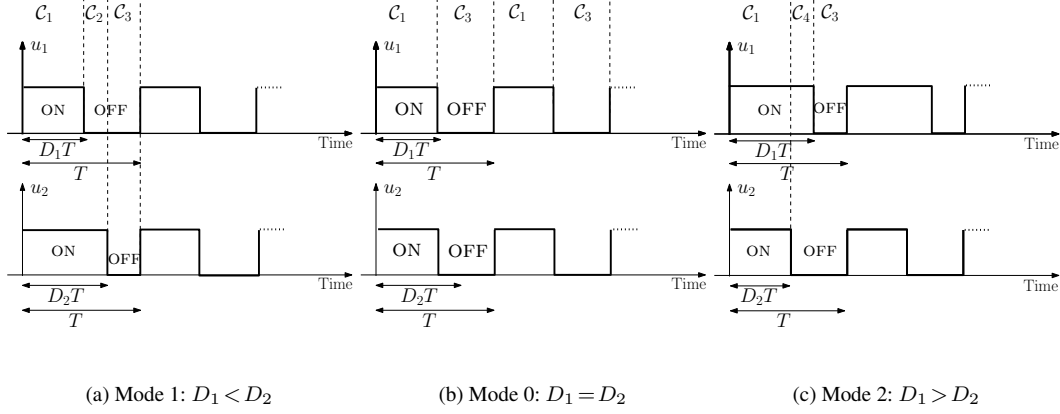 C₁ C₂ C₃
u₁
ON OFF
Time
D₁T
T
u₂
ON OFF
Time
D₂T
T
(a) Mode 1: D₁ < D₂
C₁ C₃ C₁ C₃
u₁
ON OFF
Time
D₁T
T
u₂
ON OFF
Time
D₂T
T
(b) Mode 0: D₁ = D₂
C₁ C₄ C₃
u₁
ON OFF
Time
D₁T
T
u₂
ON OFF
Time
D₂T
T
(c) Mode 2: D₁ > D₂